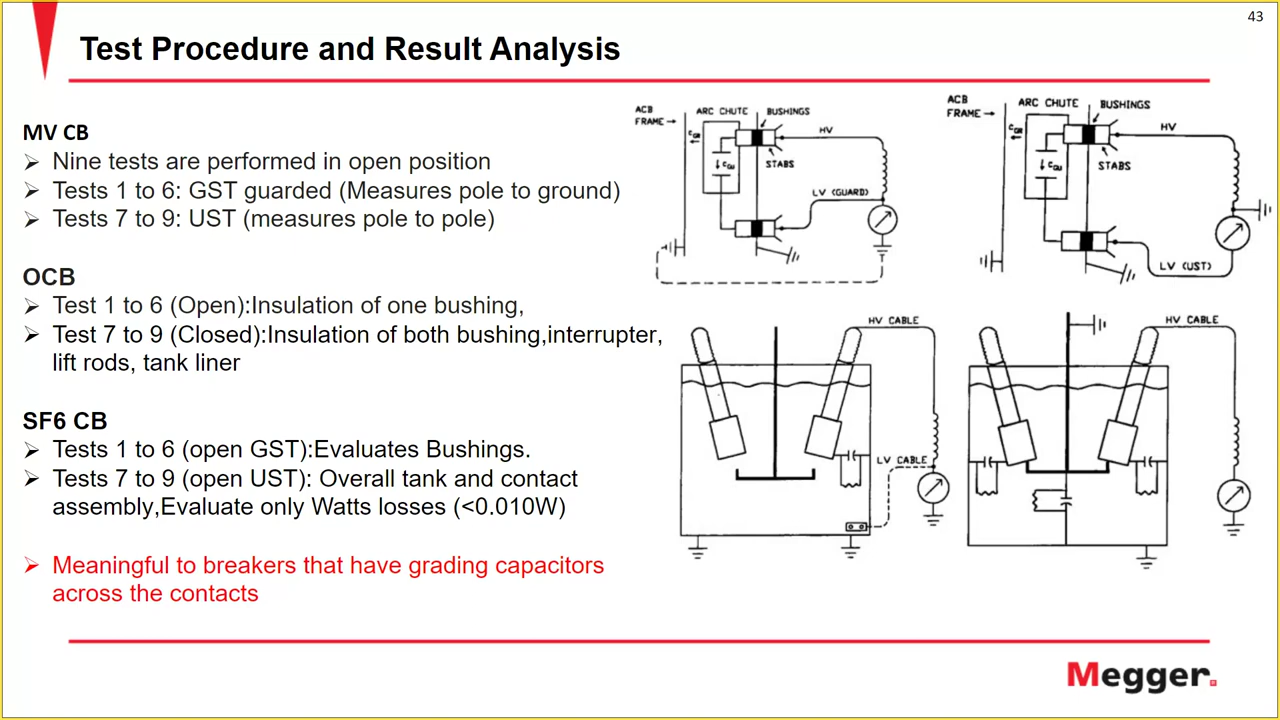 43
Test Procedure and Result Analysis
MV CB
➢ Nine tests are performed in open position
➢ Tests 1 to 6: GST guarded (Measures pole to ground)
➢ Tests 7 to 9: UST (measures pole to pole)
OCB
➢ Test 1 to 6 (Open):Insulation of one bushing,
➢ Test 7 to 9 (Closed):Insulation of both bushing,interrupter,
lift rods, tank liner
SF6 CB
➢ Tests 1 to 6 (open GST):Evaluates Bushings.
➢ Tests 7 to 9 (open UST): Overall tank and contact
assembly,Evaluate only Watts losses (<0.010W)
➢ Meaningful to breakers that have grading capacitors
across the contacts
ACB
FRAME
ARC CHUTE
BUSHINGS
HV
STABS
LV (GUARD)
ACB
FRAME
ARC CHUTE
BUSHINGS
HV
STABS
LV (UST)
HV CABLE
LV CABLE
HV CABLE
Megger.